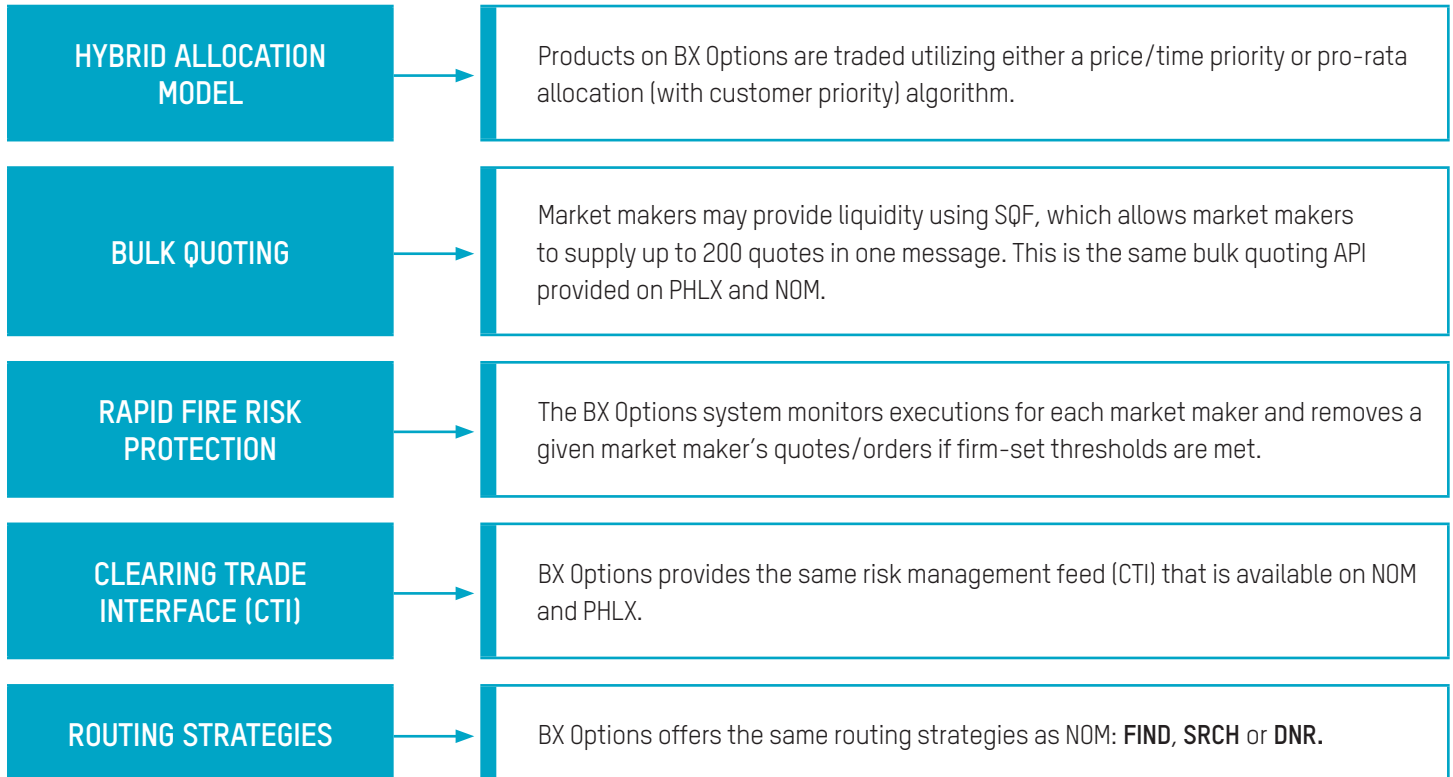 HYBRID ALLOCATION
MODEL
Products on BX Options are traded utilizing either a price/time priority or pro-rata
allocation (with customer priority) algorithm.
BULK QUOTING
Market makers may provide liquidity using SQF, which allows market makers
to supply up to 200 quotes in one message. This is the same bulk quoting API
provided on PHLX and NOM.
RAPID FIRE RISK
PROTECTION
The BX Options system monitors executions for each market maker and removes a
given market maker’s quotes/orders if firm-set thresholds are met.
CLEARING TRADE
INTERFACE (CTI)
BX Options provides the same risk management feed (CTI) that is available on NOM
and PHLX.
ROUTING STRATEGIES
BX Options offers the same routing strategies as NOM: FIND, SRCH or DNR.